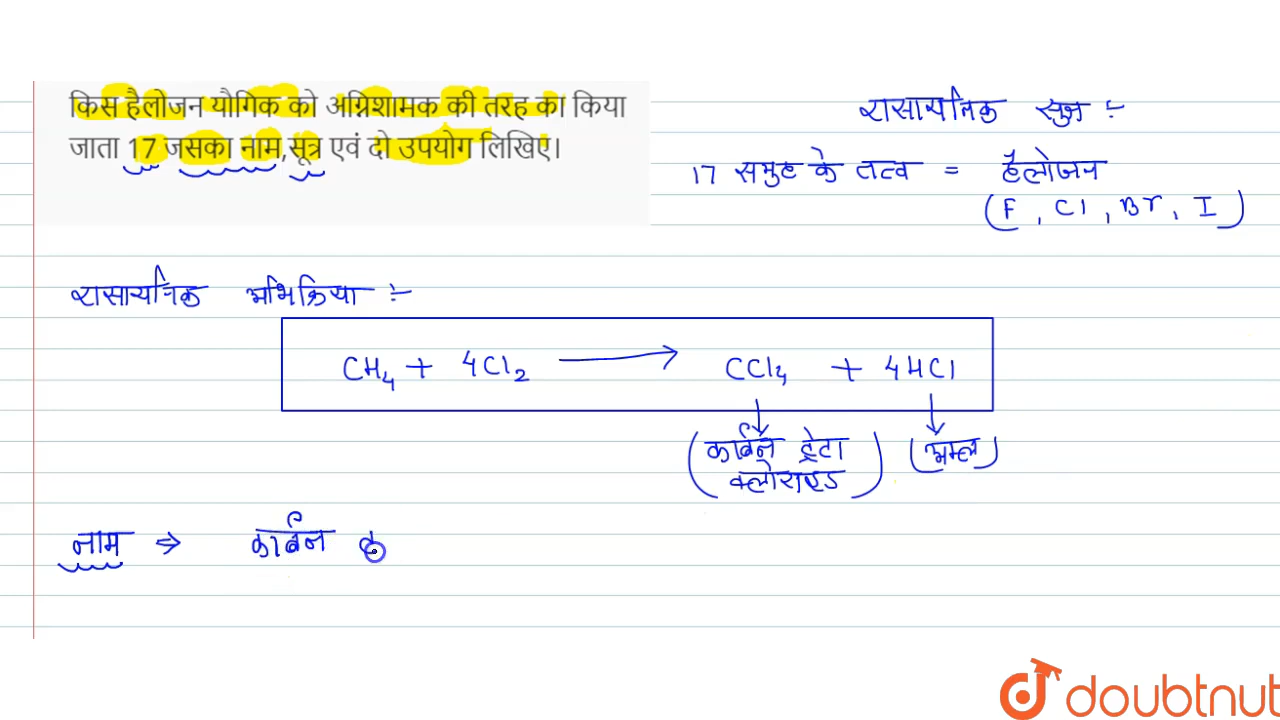 किस हैलोजन यौगिक को अग्निशामक की तरह का किया
जाता 17 जसका नाम,सूत्र एवं दो उपयोग लिखिए।
रासायनिक सूत्र :-
17 समूह के तत्व = हैलोजन
(F, Cl, Br, I)
रासायनिक अभिक्रिया :-
CH₄ + 4Cl₂ ⟶ CCl₄ + 4HCl
(कार्बन ट्रेटा क्लोराइड) (अम्ल)
नाम ⇒ कार्बन
doubtnut